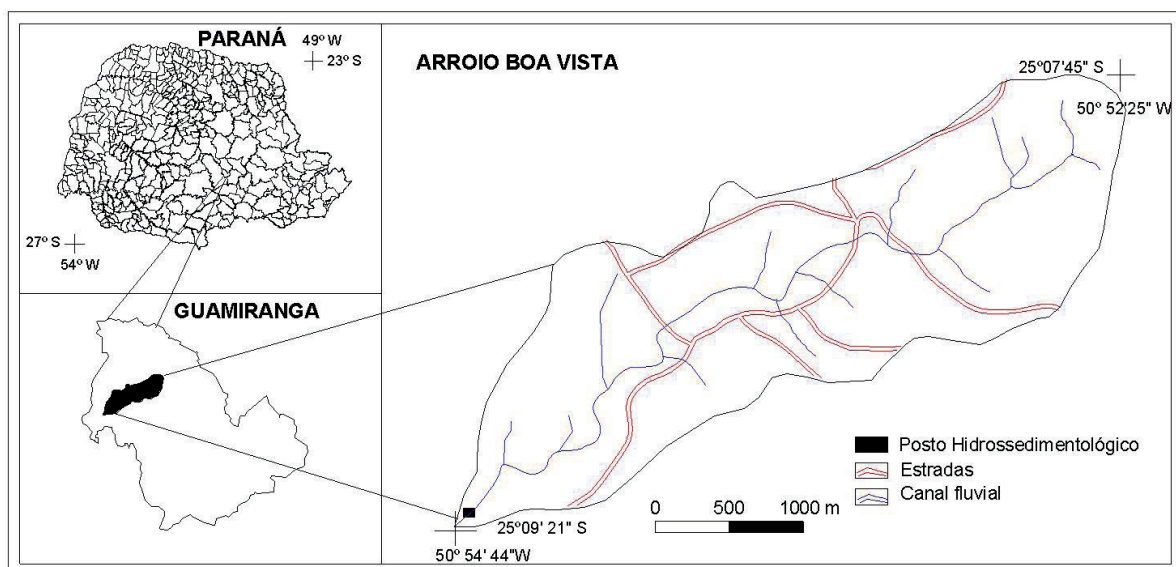 PARANÁ
49º W
23º S
27º S
54º W
GUAMIRANGA
ARROIO BOA VISTA
25º07'45" S
50º 52'25" W
Posto Hidrossedimentológico
Estradas
Canal fluvial
0 500 1000 m
25º09' 21" S
50º 54' 44"W